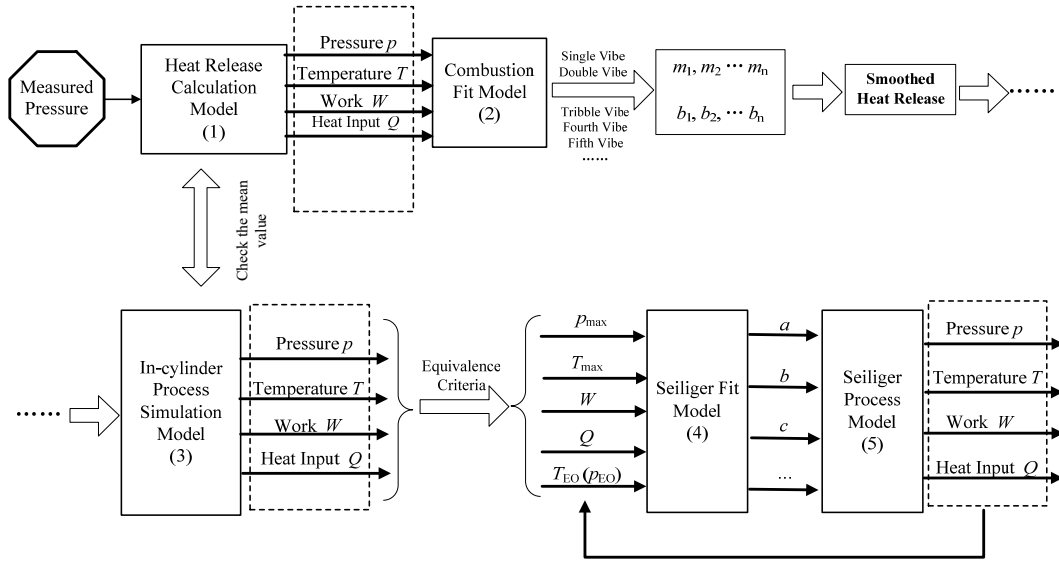 Measured
Pressure
Heat Release
Calculation
Model
(1)
Pressure p
Temperature T
Work W
Heat Input Q
Combustion
Fit Model
(2)
Single Vibe
Double Vibe
Tribble Vibe
Fourth Vibe
Fifth Vibe
......
m1, m2 ··· mn
b1, b2, ··· bn
Smoothed
Heat Release
······
Check the mean
value
······
In-cylinder
Process
Simulation
Model
(3)
Pressure p
Temperature T
Work W
Heat Input Q
Equivalence
Criteria
pmax
Tmax
W
Q
TEO (pEO)
Seiliger Fit
Model
(4)
a
b
c
...
Seiliger
Process
Model
(5)
Pressure p
Temperature T
Work W
Heat Input Q